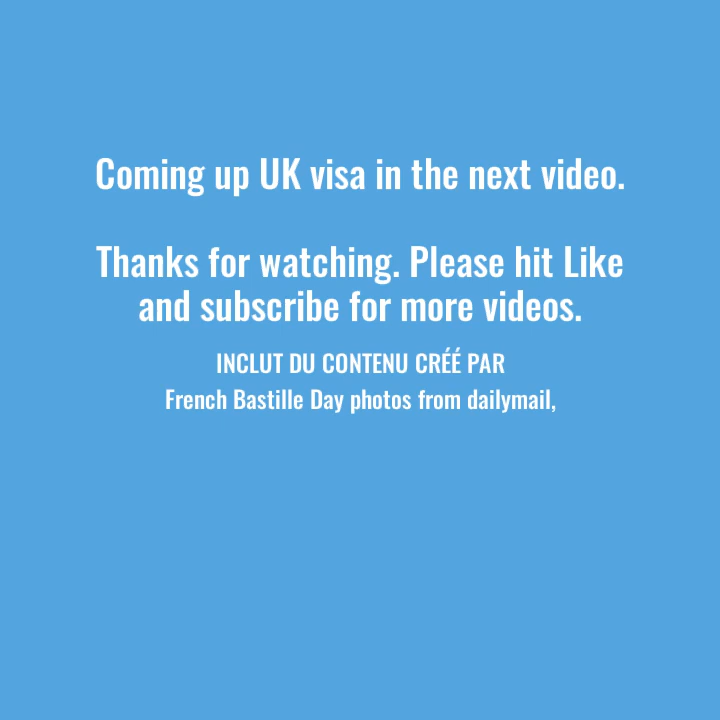 Coming up UK visa in the next video.
Thanks for watching. Please hit Like
and subscribe for more videos.
INCLUT DU CONTENU CRÉÉ PAR
French Bastille Day photos from dailymail,